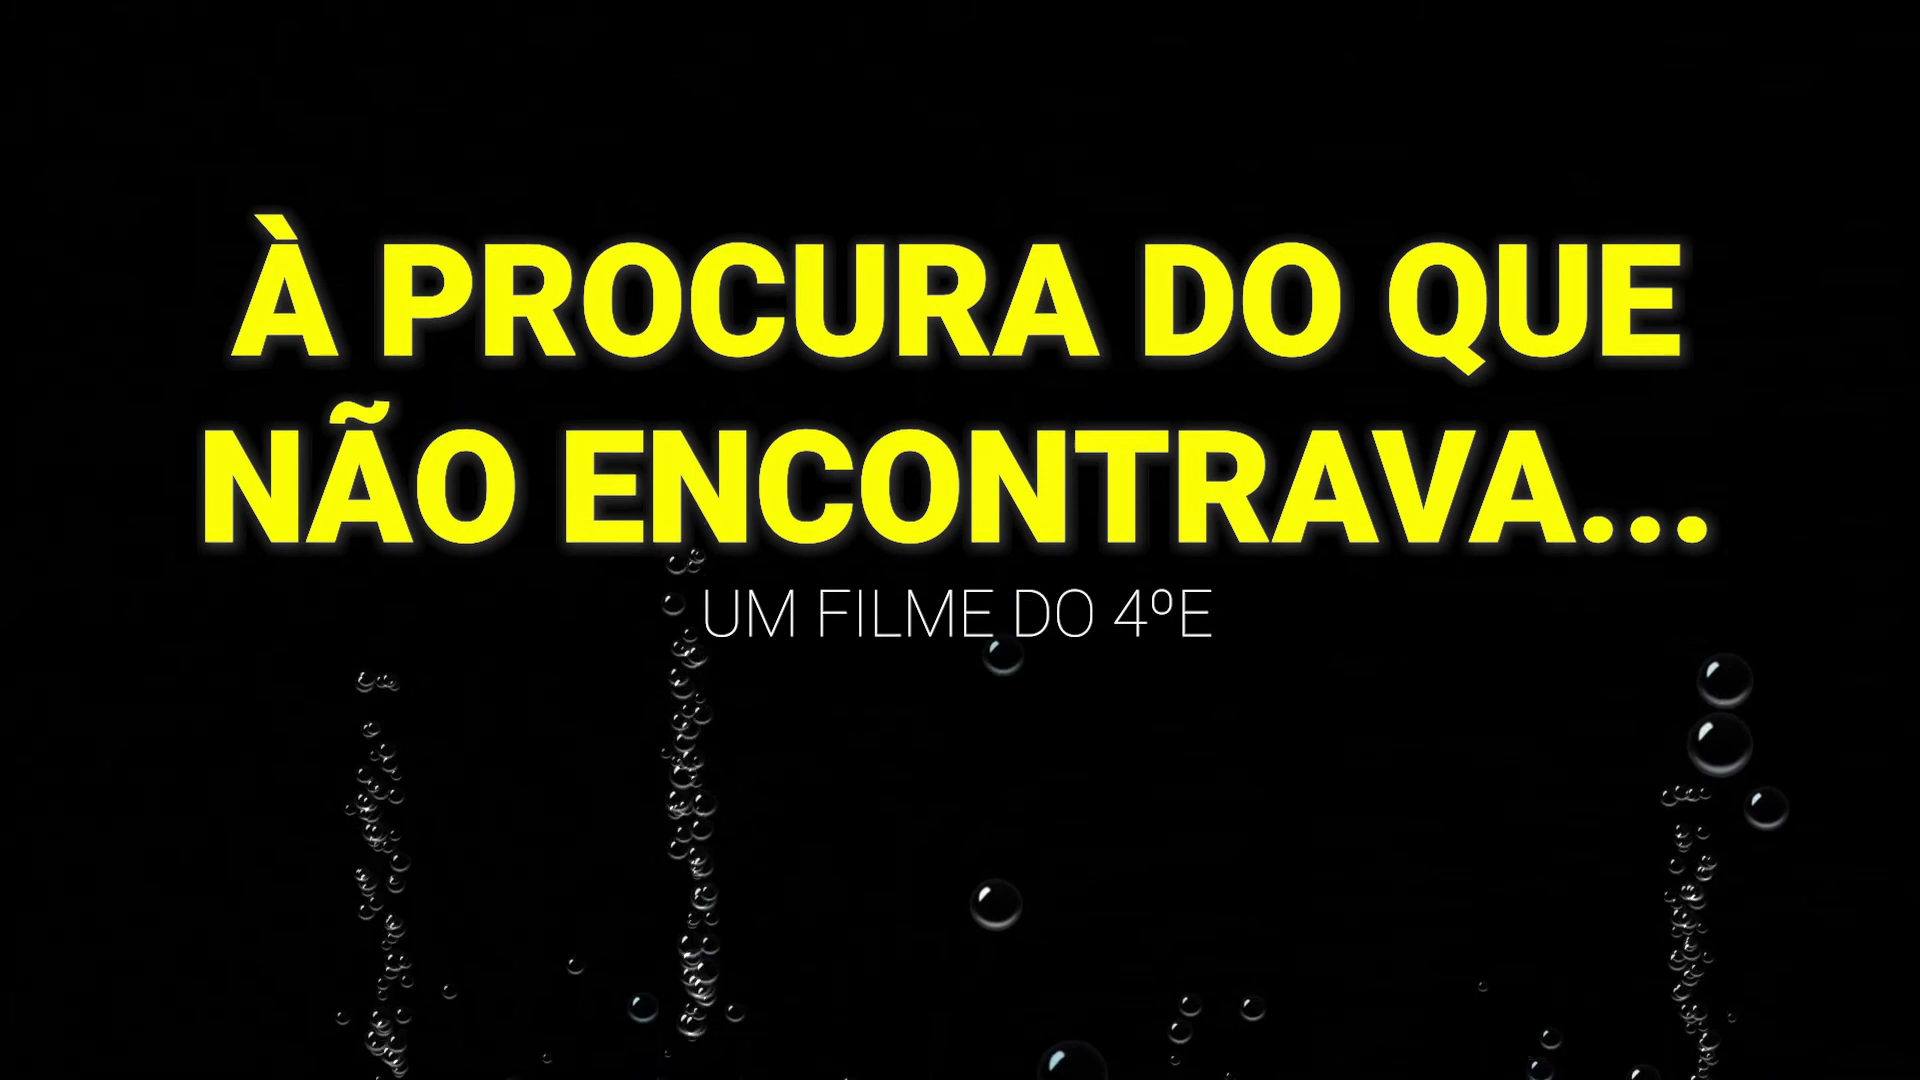 À PROCURA DO QUE
NÃO ENCONTRAVA...
UM FILME DO 4ºE